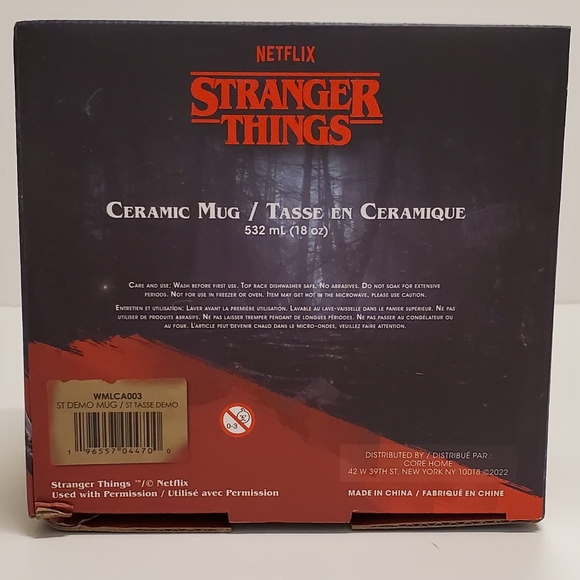 NETFLIX
STRANGER
THINGS
CERAMIC MUG / TASSE EN CERAMIQUE
532 mL (18 oz)
CARE AND USE: WASH BEFORE FIRST USE. TOP RACK DISHWASHER SAFE. NO ABRASIVES. DO NOT SOAK FOR EXTENSIVE
PERIODS. NOT FOR USE IN FREEZER OR OVEN. ITEM MAY GET HOT IN THE MICROWAVE, PLEASE USE CAUTION.
ENTRETIEN ET UTILISATION: LAVER AVANT LA PREMIÈRE UTILISATION. LAVABLE AU LAVE-VAISSELLE DANS LE PANIER SUPERIEUR. NE PAS
UTILISER DE PRODUITS ABRASIFS. NE PAS LAISSER TREMPER PENDANT DE LONGUES PÉRIODES. NE PAS PASSER AU CONGÉLATEUR OU
AU FOUR. L'ARTICLE PEUT DEVENIR CHAUD DANS LE MICRO-ONDES, VEUILLEZ FAIRE ATTENTION.
WMLCA003
ST DEMO MUG / ST TASSE DEMO
1 96557 04470 0
0-3
DISTRIBUTED BY / DISTRIBUÉ PAR :
CORE HOME
42 W 39TH ST. NEW YORK NY 10018 ©2022
Stranger Things ™/© Netflix
Used with Permission / Utilisé avec Permission
MADE IN CHINA / FABRIQUÉ EN CHINE